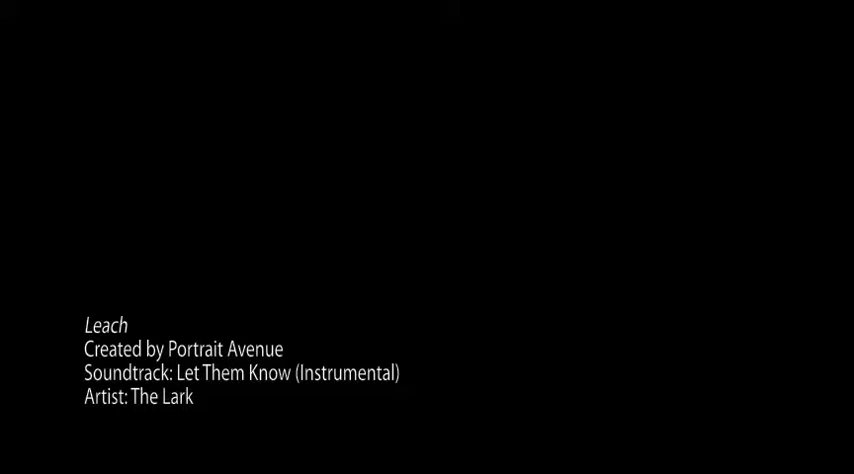 Leach
Created by Portrait Avenue
Soundtrack: Let Them Know (Instrumental)
Artist: The Lark